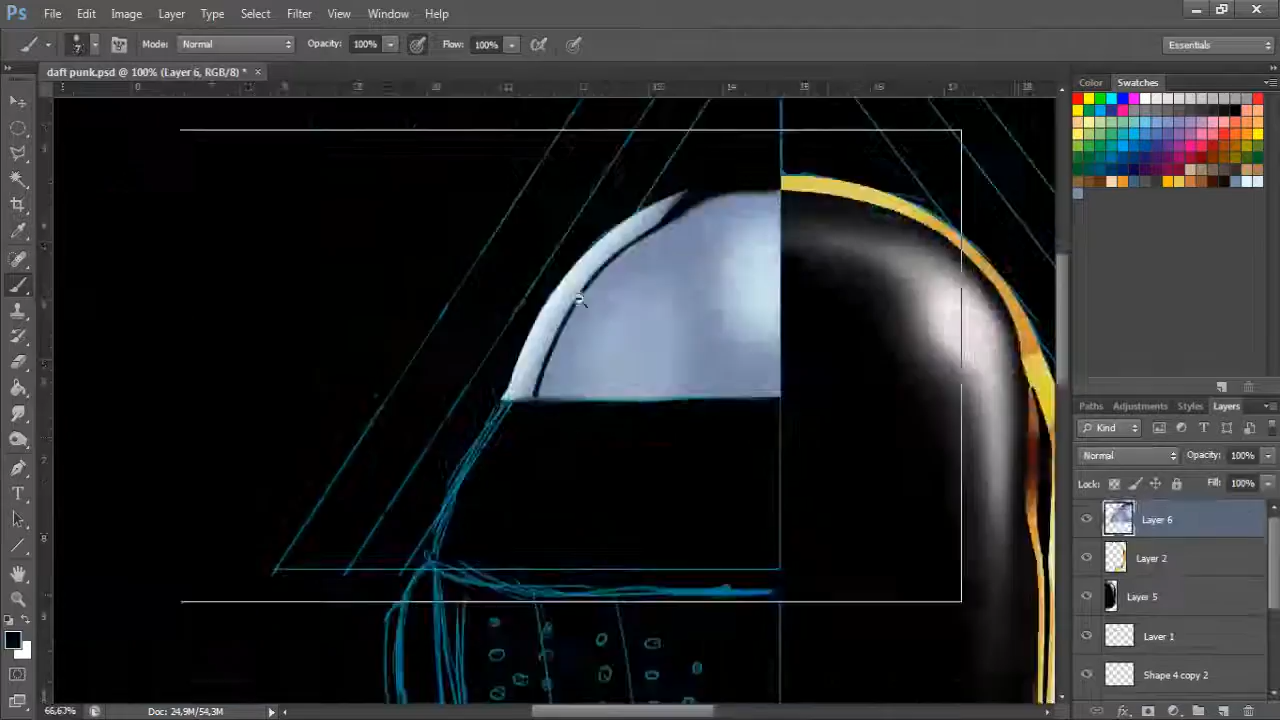 Ps File Edit Image Layer Type Select Filter 3D View Window Help
7 Mode: Normal Opacity: 100% Flow: 100% Essentials
daft punk.psd @ 100% (Layer 6, RGB/8) * ×
Color Swatches
Paths Adjustments Styles Layers
Kind
Normal Opacity: 100%
Lock: Fill: 100%
Layer 6
Layer 2
Layer 5
Layer 1
Shape 4 copy 2
66,67% Doc: 24,9M/54,3M